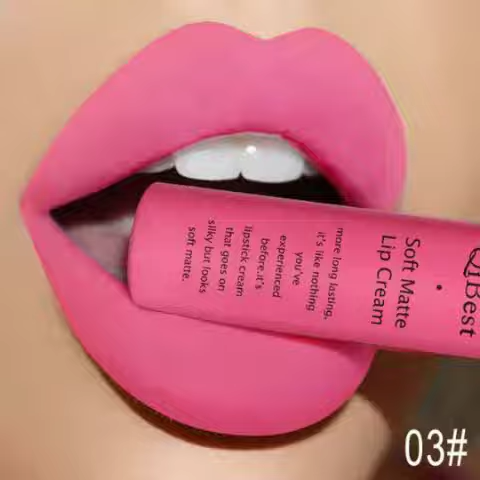 QIBest
Soft Matte
Lip Cream
more long lasting.
it's like nothing
you've
experienced
before.it's
lipstick cream
that goes on
silky but looks
soft matte.
03#